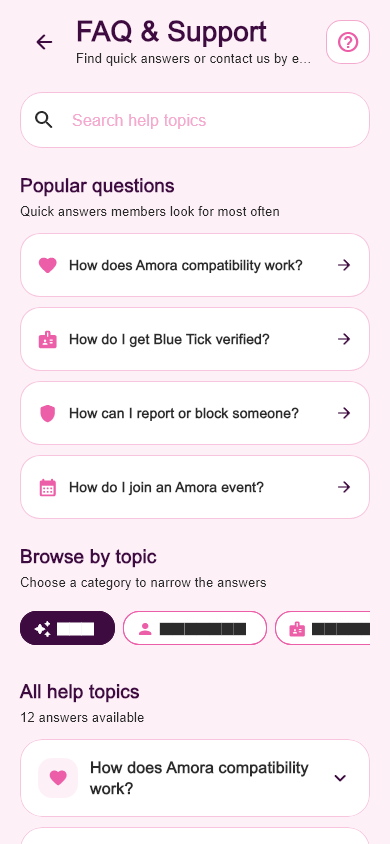 FAQ & Support
Find quick answers or contact us by e...
Search help topics
Popular questions
Quick answers members look for most often
How does Amora compatibility work?
How do I get Blue Tick verified?
How can I report or block someone?
How do I join an Amora event?
Browse by topic
Choose a category to narrow the answers
All help topics
12 answers available
How does Amora compatibility
work?